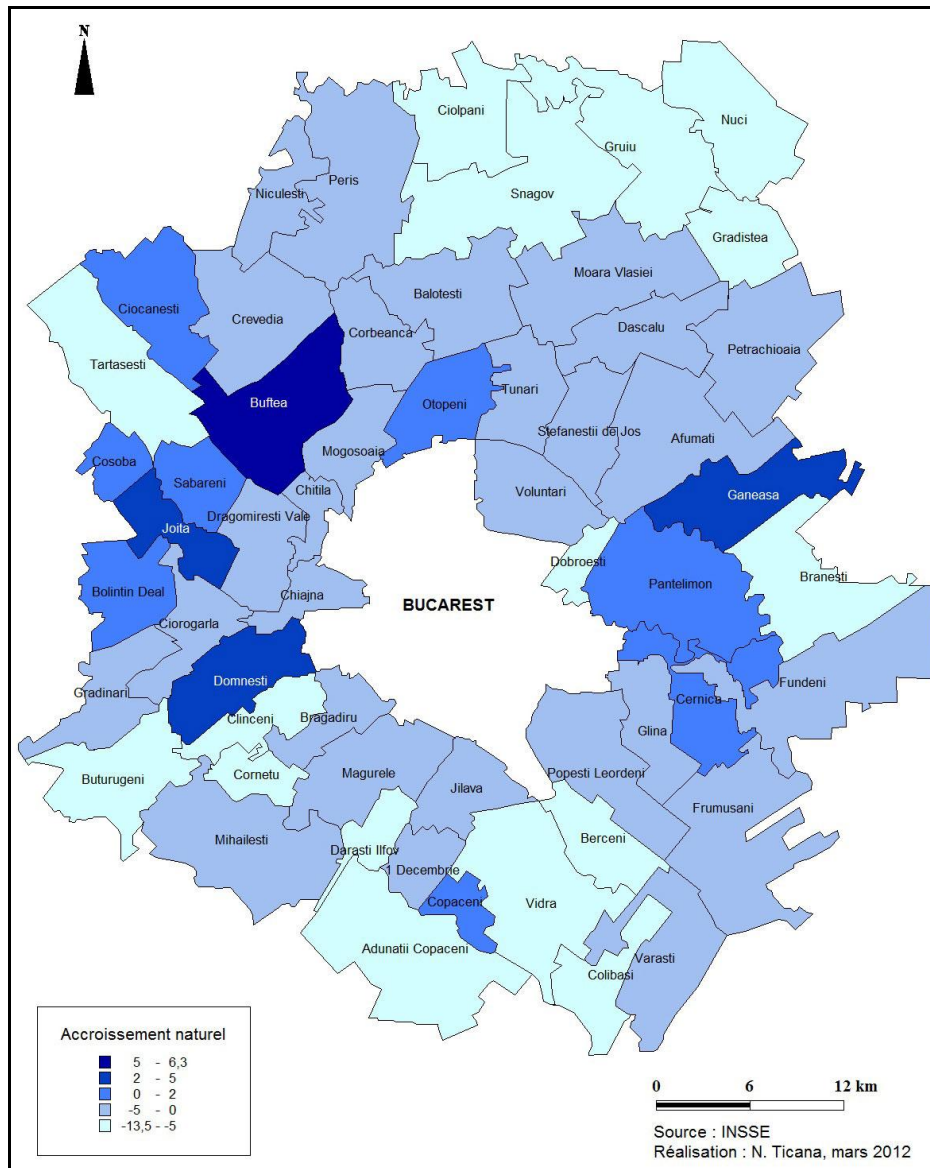 N
Ciolpani
Nuci
Gruiu
Peris
Niculesti
Snagov
Gradistea
Moara Vlasiei
Balotesti
Ciocanesti
Crevedia
Corbeanca
Dascalu
Petrachioaia
Tartasesti
Tunari
Buftea
Otopeni
Stefanestii de Jos
Afumati
Mogosoaia
Cosoba
Sabareni
Chitila
Voluntari
Ganeasa
Dragomiresti Vale
Joita
Dobroesti
Branesti
Pantelimon
Bolintin Deal
Chiajna
BUCAREST
Ciorogarla
Domnesti
Fundeni
Gradinari
Cernica
Clinceni
Bragadiru
Glina
Buturugeni
Cornetu
Magurele
Popesti Leordeni
Jilava
Frumusani
Mihailesti
Berceni
Darasti Ilfov
1 Decembrie
Copaceni
Vidra
Adunatii Copaceni
Varasti
Colibasi
Accroissement naturel
5 - 6,3
2 - 5
0 - 2
-5 - 0
-13,5 - -5
0 6 12 km
Source : INSSE
Réalisation : N. Ticana, mars 2012